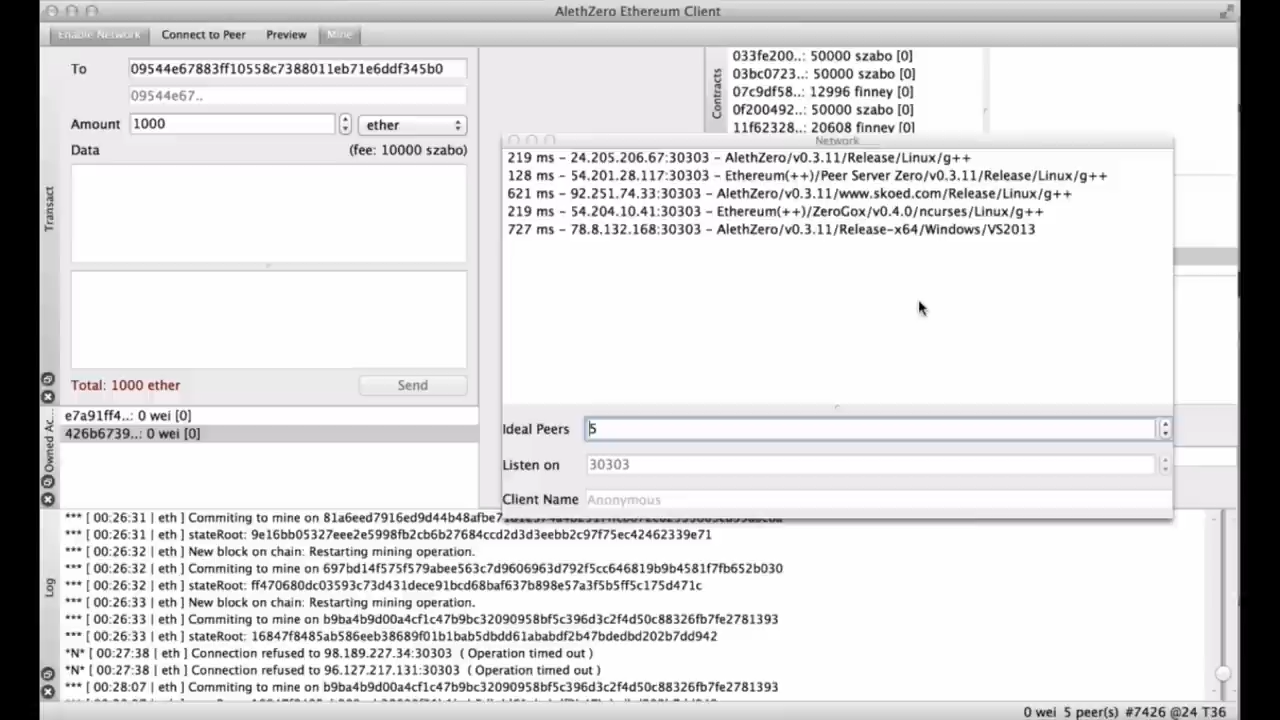 AlethZero Ethereum Client
Enable Network Connect to Peer Preview Mine
To 09544e67883ff10558c7388011eb71e6ddf345b0
09544e67..
Amount 1000 ether
Data (fee: 10000 szabo)
Transact
Total: 1000 ether Send
Contracts
033fe200..: 50000 szabo [0]
03bc0723..: 50000 szabo [0]
07c9df58..: 12996 finney [0]
0f200492..: 50000 szabo [0]
11f62328..: 20608 finney [0]
Network
219 ms – 24.205.206.67:30303 – AlethZero/v0.3.11/Release/Linux/g++
128 ms – 54.201.28.117:30303 – Ethereum(++)/Peer Server Zero/v0.3.11/Release/Linux/g++
621 ms – 92.251.74.33:30303 – AlethZero/v0.3.11/www.skoed.com/Release/Linux/g++
219 ms – 54.204.10.41:30303 – Ethereum(++)/ZeroGox/v0.4.0/ncurses/Linux/g++
727 ms – 78.8.132.168:30303 – AlethZero/v0.3.11/Release-x64/Windows/VS2013
Ideal Peers 5
Listen on 30303
Client Name Anonymous
Owned Ac...
e7a91ff4..: 0 wei [0]
426b6739..: 0 wei [0]
Log
*** [ 00:26:31 | eth ] Commiting to mine on
*** [ 00:26:31 | eth ] stateRoot: 9e16bb05327eee2e5998fb2cb6b27684ccd2d3d3eebb2c97f75ec42462339e71
*** [ 00:26:32 | eth ] New block on chain: Restarting mining operation.
*** [ 00:26:32 | eth ] Commiting to mine on 697bd14f575f579abee563c7d9606963d792f5cc646819b9b4581f7fb652b030
*** [ 00:26:32 | eth ] stateRoot: ff470680dc03593c73d431dece91bcd68baf637b898e57a3f5b5ff5c175d471c
*** [ 00:26:33 | eth ] New block on chain: Restarting mining operation.
*** [ 00:26:33 | eth ] Commiting to mine on b9ba4b9d00a4cf1c47b9bc32090958bf5c396d3c2f4d50c88326fb7fe2781393
*** [ 00:26:33 | eth ] stateRoot: 16847f8485ab586eeb38689f01b1bab5dbdd61ababdf2b47bdedbd202b7dd942
*N* [ 00:27:38 | eth ] Connection refused to 98.189.227.34:30303 ( Operation timed out )
*N* [ 00:27:38 | eth ] Connection refused to 96.127.217.131:30303 ( Operation timed out )
*** [ 00:28:07 | eth ] Commiting to mine on b9ba4b9d00a4cf1c47b9bc32090958bf5c396d3c2f4d50c88326fb7fe2781393
0 wei 5 peer(s) #7426 @24 T36